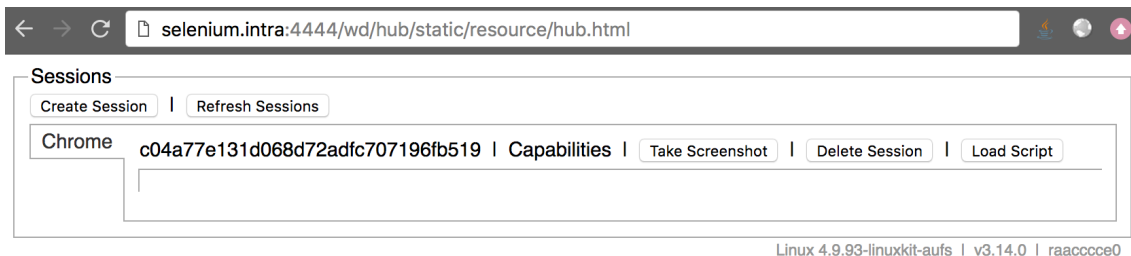 selenium.intra:4444/wd/hub/static/resource/hub.html
Sessions
Create Session | Refresh Sessions
Chrome
c04a77e131d068d72adfc707196fb519 | Capabilities | Take Screenshot | Delete Session | Load Script
Linux 4.9.93-linuxkit-aufs | v3.14.0 | raacccce0